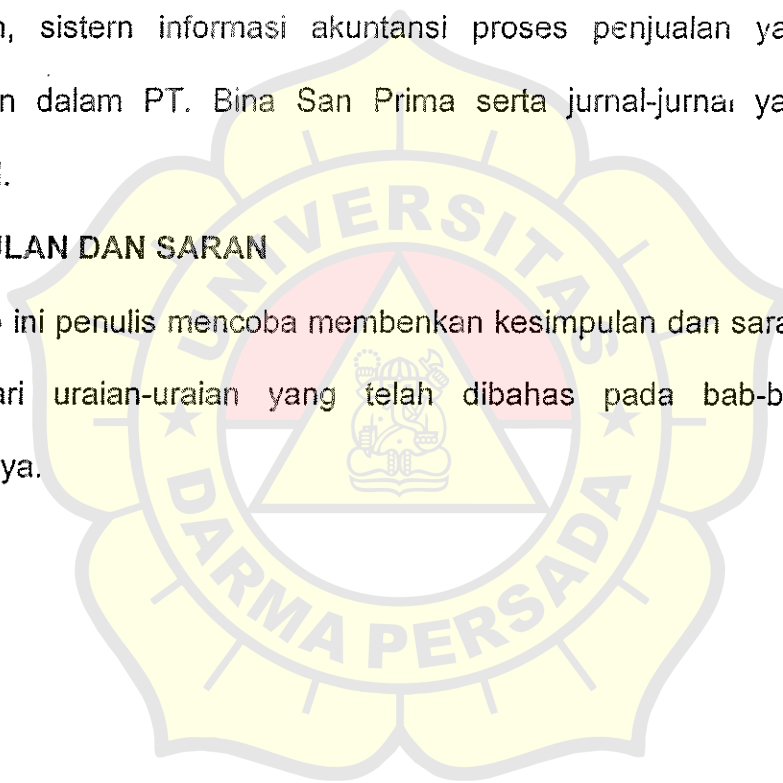 n, sistern informasi akuntansi proses penjualan ya
n dalam PT. Bina San Prima serta jurnal-jurnal ya
ULAN DAN SARAN
ini penulis mencoba membenkan kesimpulan dan sara
ari uraian-uraian yang telah dibahas pada bab-b
ya.
UNIVERSITAS
DARMA PERSADA